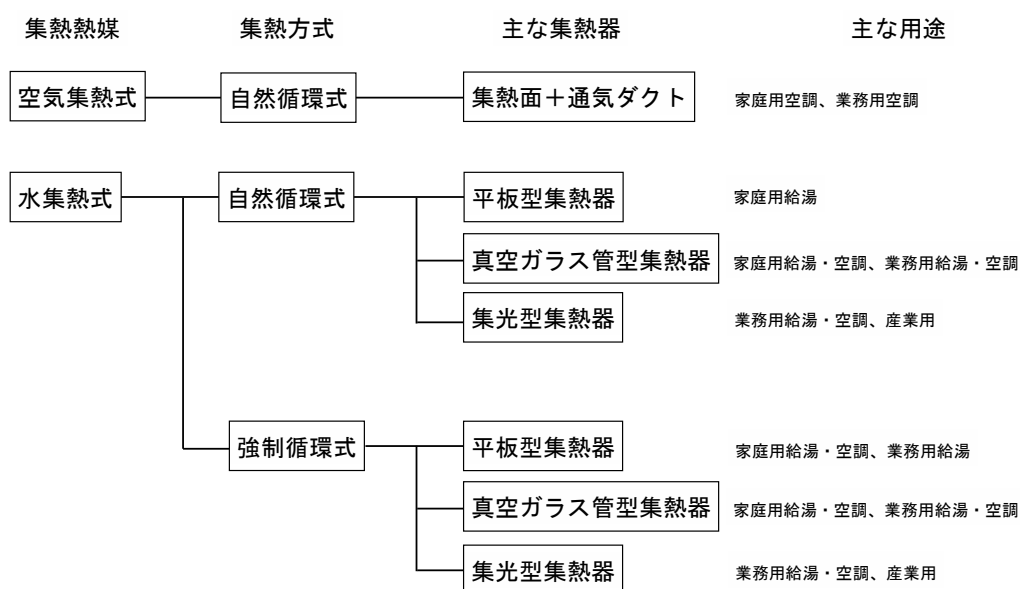 集熱熱媒 集熱方式 主な集熱器 主な用途
空気集熱式 自然循環式 集熱面＋通気ダクト 家庭用空調、業務用空調
水集熱式 自然循環式 平板型集熱器 家庭用給湯
真空ガラス管型集熱器 家庭用給湯・空調、業務用給湯・空調
集光型集熱器 業務用給湯・空調、産業用
強制循環式 平板型集熱器 家庭用給湯・空調、業務用給湯
真空ガラス管型集熱器 家庭用給湯・空調、業務用給湯・空調
集光型集熱器 業務用給湯・空調、産業用